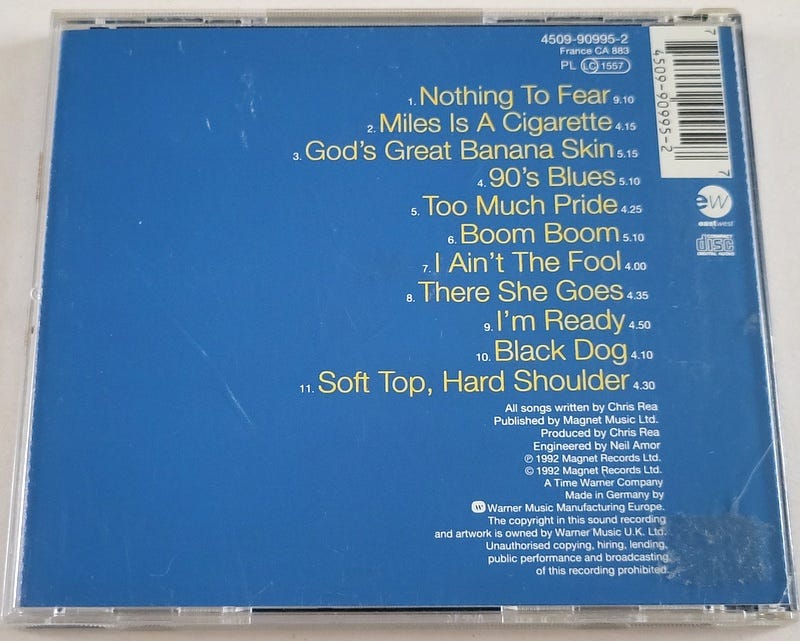 4509-90995-2
France CA 883
PL LC 1557
7 4509-90995-2 7
1. Nothing To Fear 9.10
2. Miles Is A Cigarette 4.15
3. God's Great Banana Skin 5.15
4. 90's Blues 5.10
5. Too Much Pride 4.25
6. Boom Boom 5.10
7. I Ain't The Fool 4.00
8. There She Goes 4.35
9. I'm Ready 4.50
10. Black Dog 4.10
11. Soft Top, Hard Shoulder 4.30
ew
eastwest
COMPACT
disc
DIGITAL AUDIO
All songs written by Chris Rea
Published by Magnet Music Ltd.
Produced by Chris Rea
Engineered by Neil Amor
℗ 1992 Magnet Records Ltd.
© 1992 Magnet Records Ltd.
A Time Warner Company
Made in Germany by
Warner Music Manufacturing Europe.
The copyright in this sound recording
and artwork is owned by Warner Music U.K. Ltd.
Unauthorised copying, hiring, lending,
public performance and broadcasting
of this recording prohibited.